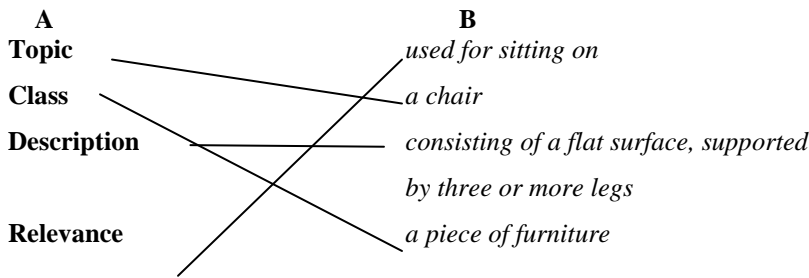 A B
Topic used for sitting on
Class a chair
Description consisting of a flat surface, supported
by three or more legs
Relevance a piece of furniture